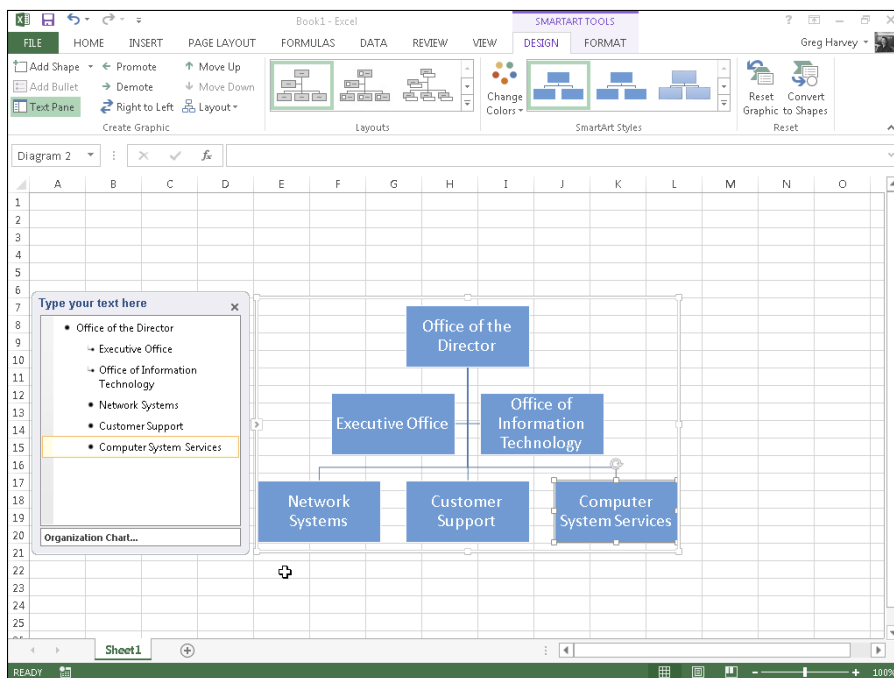 Book1 - Excel
SMARTART TOOLS
?
FILE HOME INSERT PAGE LAYOUT FORMULAS DATA REVIEW VIEW DESIGN FORMAT Greg Harvey
Add Shape Promote Move Up
Add Bullet Demote Move Down
Text Pane Right to Left Layout
Change
Colors
Reset
Graphic
Convert
to Shapes
Create Graphic Layouts SmartArt Styles Reset
Diagram 2 fx
A B C D E F G H I J K L M N O
1
2
3
4
5
6
7
8
9
10
11
12
13
14
15
16
17
18
19
20
21
22
23
24
25
Type your text here
Office of the Director
Executive Office
Office of Information
Technology
Network Systems
Customer Support
Computer System Services
Organization Chart...
Office of the
Director
Executive Office
Office of
Information
Technology
Network
Systems
Customer
Support
Computer
System Services
Sheet1
READY 100%